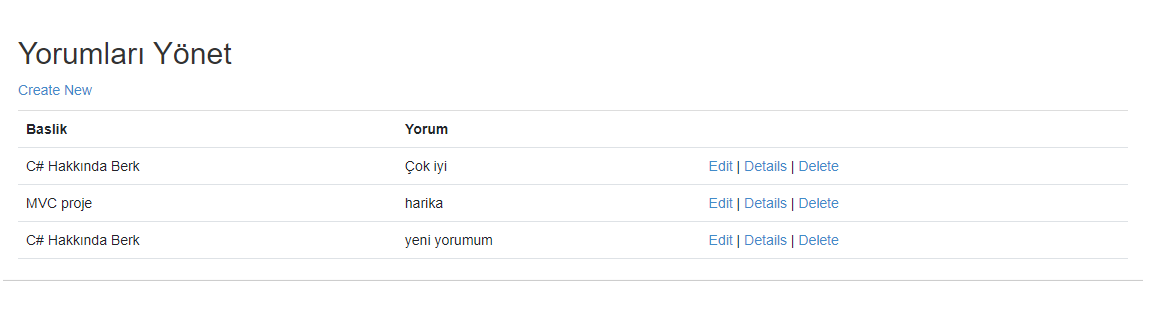 Yorumları Yönet
Create New
Baslik Yorum
C# Hakkında Berk Çok iyi Edit | Details | Delete
MVC proje harika Edit | Details | Delete
C# Hakkında Berk yeni yorumum Edit | Details | Delete